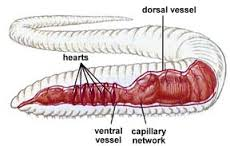 dorsal vessel
hearts
ventral
vessel
capillary
network